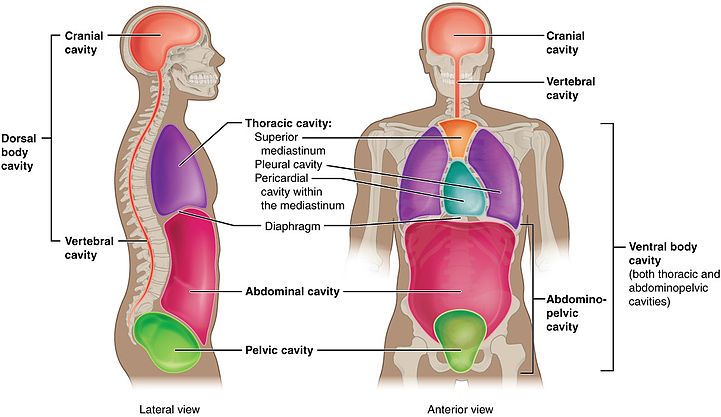 Cranial
cavity
Dorsal
body
cavity
Vertebral
cavity
Thoracic cavity:
Superior
mediastinum
Pleural cavity
Pericardial
cavity within
the mediastinum
Diaphragm
Abdominal cavity
Pelvic cavity
Cranial
cavity
Vertebral
cavity
Ventral body
cavity
(both thoracic and
abdominopelvic
cavities)
Abdomino-
pelvic
cavity
Lateral view
Anterior view